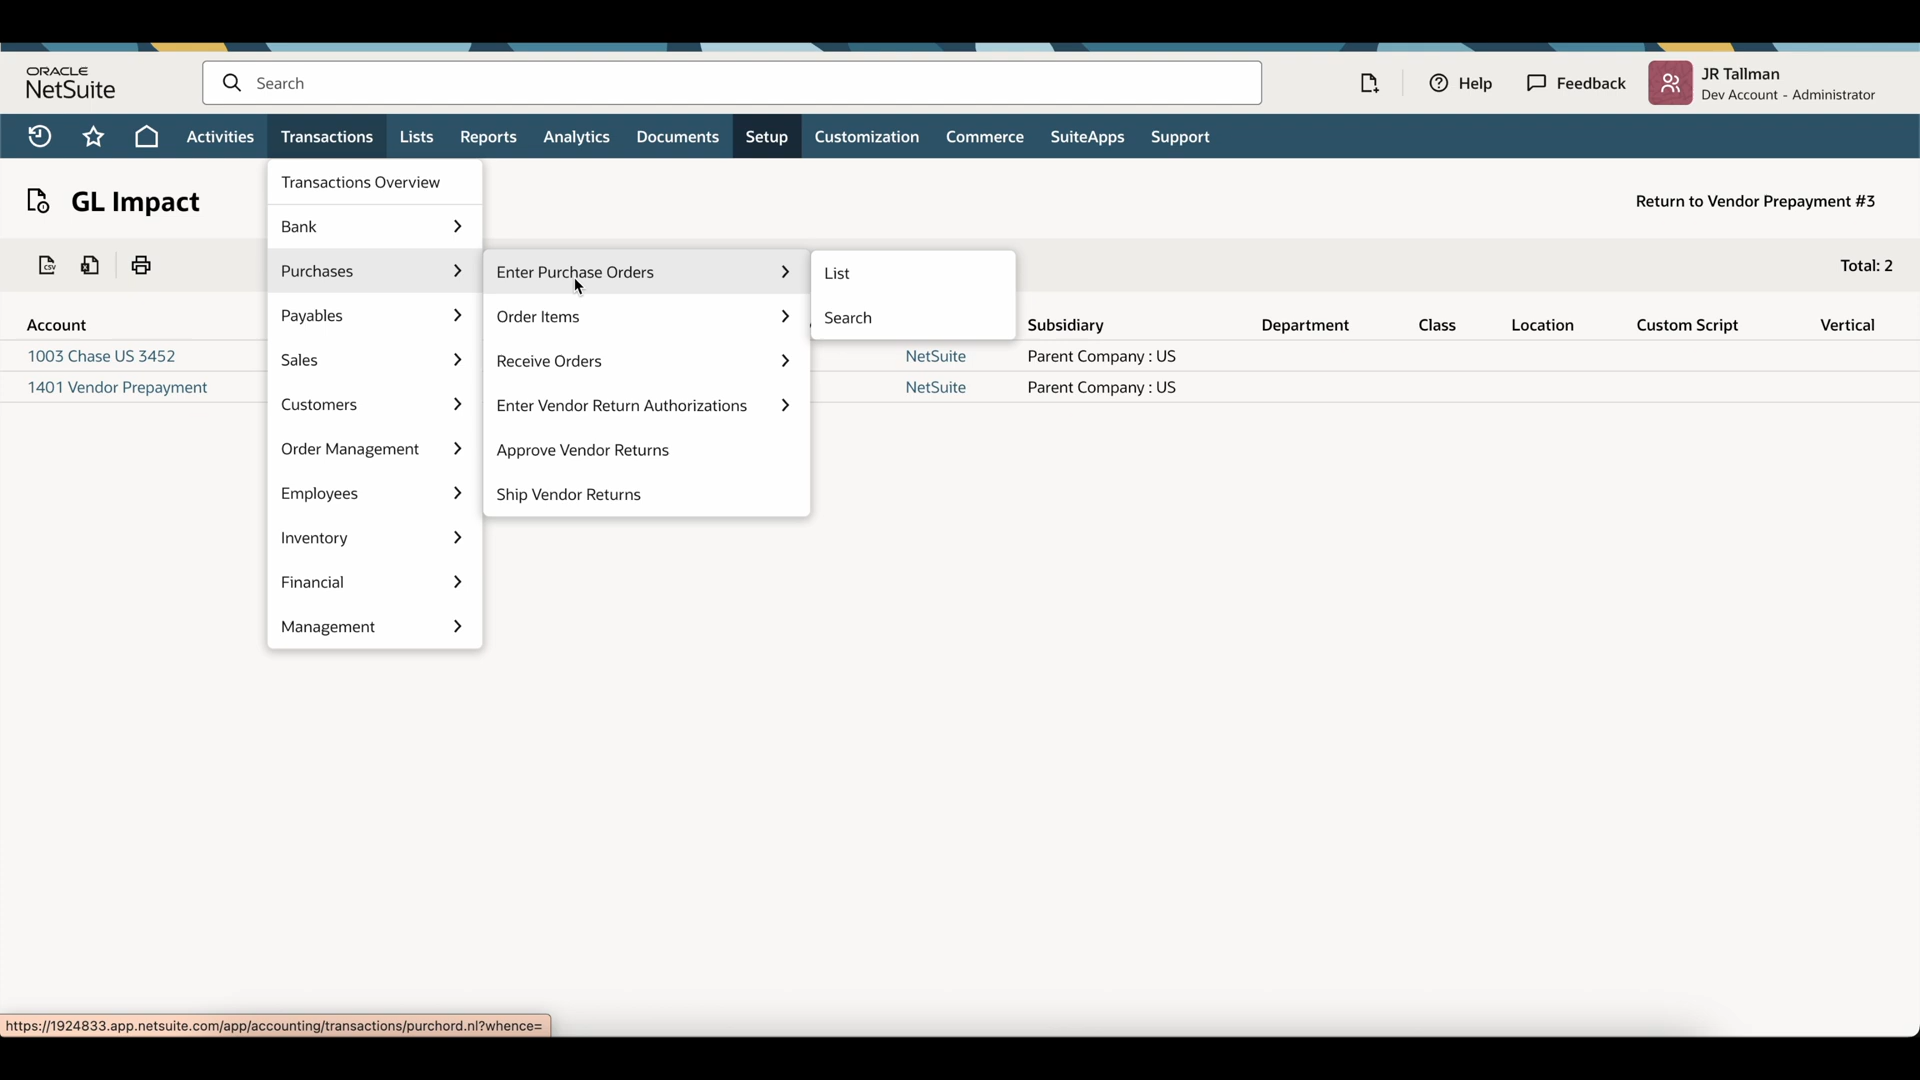 ORACLE
NetSuite
Search
Help
Feedback
JR Tallman
Dev Account - Administrator
Activities
Transactions
Lists
Reports
Analytics
Documents
Setup
Customization
Commerce
SuiteApps
Support
GL Impact
Return to Vendor Prepayment #3
CSV
Total: 2
Transactions Overview
Bank
Purchases
Payables
Sales
Customers
Order Management
Employees
Inventory
Financial
Management
Enter Purchase Orders
Order Items
Receive Orders
Enter Vendor Return Authorizations
Approve Vendor Returns
Ship Vendor Returns
List
Search
Account Subsidiary Department Class Location Custom Script Vertical
1003 Chase US 3452 NetSuite Parent Company : US
1401 Vendor Prepayment NetSuite Parent Company : US
https://1924833.app.netsuite.com/app/accounting/transactions/purchord.nl?whence=